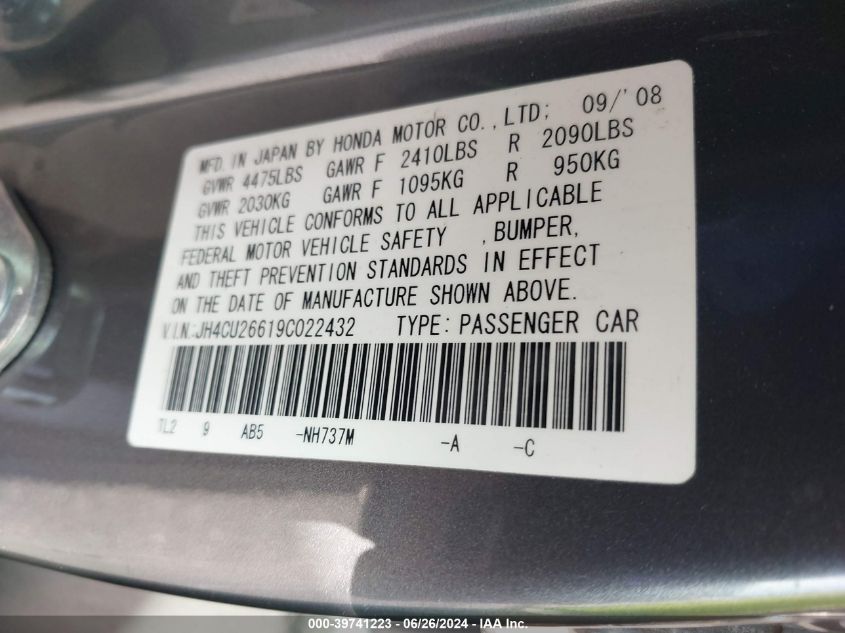 MFD. IN JAPAN BY HONDA MOTOR CO.,LTD; 09/'08
GVWR 4475LBS GAWR F 2410LBS R 2090LBS
GVWR 2030KG GAWR F 1095KG R 950KG
THIS VEHICLE CONFORMS TO ALL APPLICABLE
FEDERAL MOTOR VEHICLE SAFETY ,BUMPER,
AND THEFT PREVENTION STANDARDS IN EFFECT
ON THE DATE OF MANUFACTURE SHOWN ABOVE.
V.I.N.:JH4CU26619C022432 TYPE: PASSENGER CAR
TL2 9 AB5 -NH737M -A -C
000-39741223 - 06/26/2024 - IAA Inc.